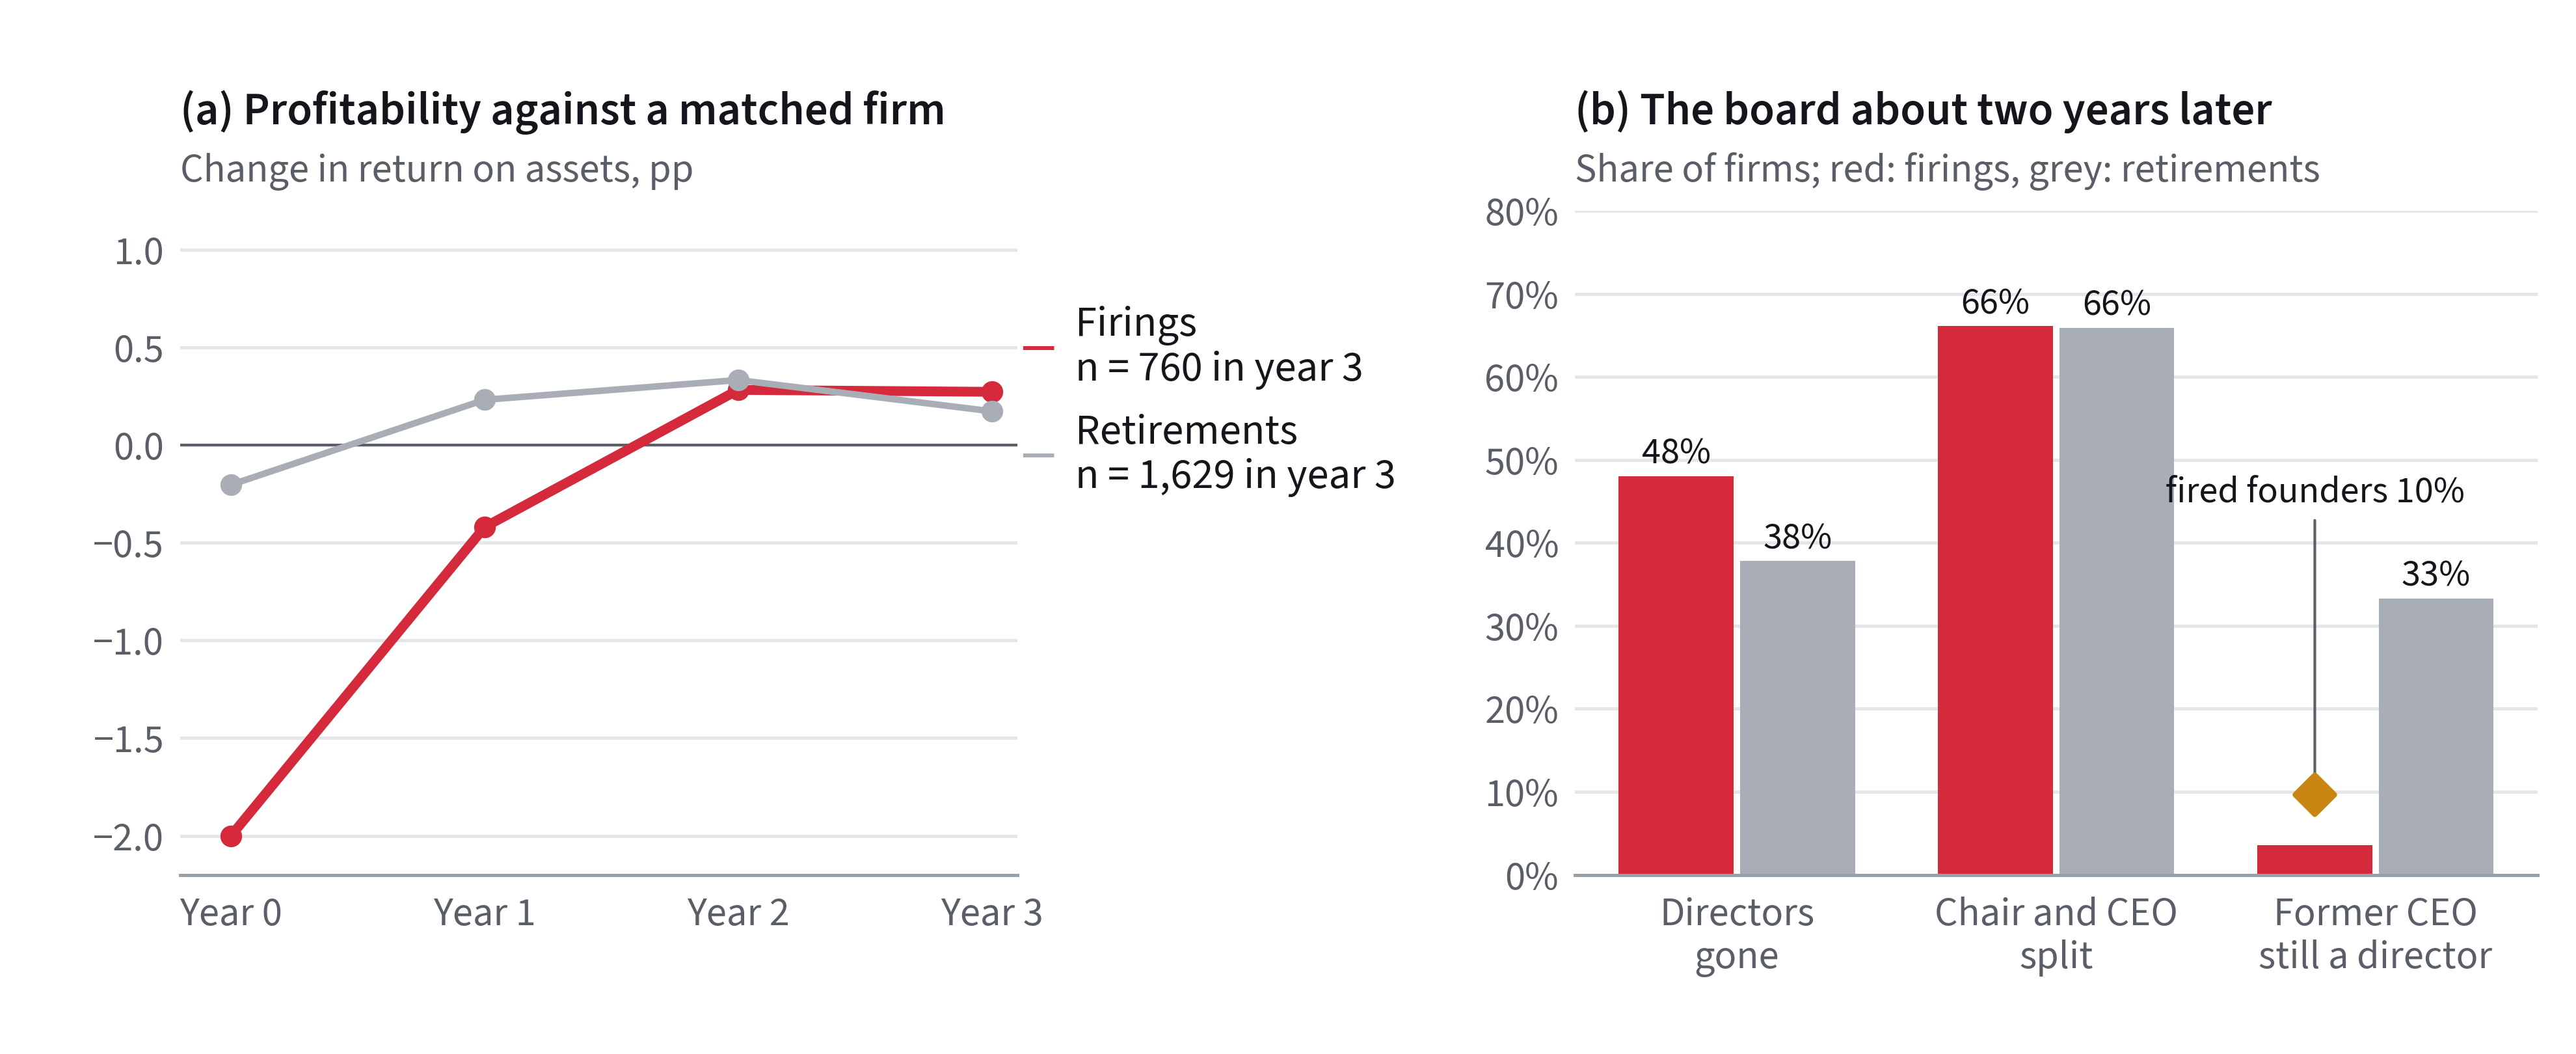 (a) Profitability against a matched firm
Change in return on assets, pp
1.0
0.5
0.0
−0.5
−1.0
−1.5
−2.0
Year 0
Year 1
Year 2
Year 3
Firings
n = 760 in year 3
Retirements
n = 1,629 in year 3
(b) The board about two years later
Share of firms; red: firings, grey: retirements
80%
70%
60%
50%
40%
30%
20%
10%
0%
48%
38%
66%
66%
fired founders 10%
33%
Directors
gone
Chair and CEO
split
Former CEO
still a director